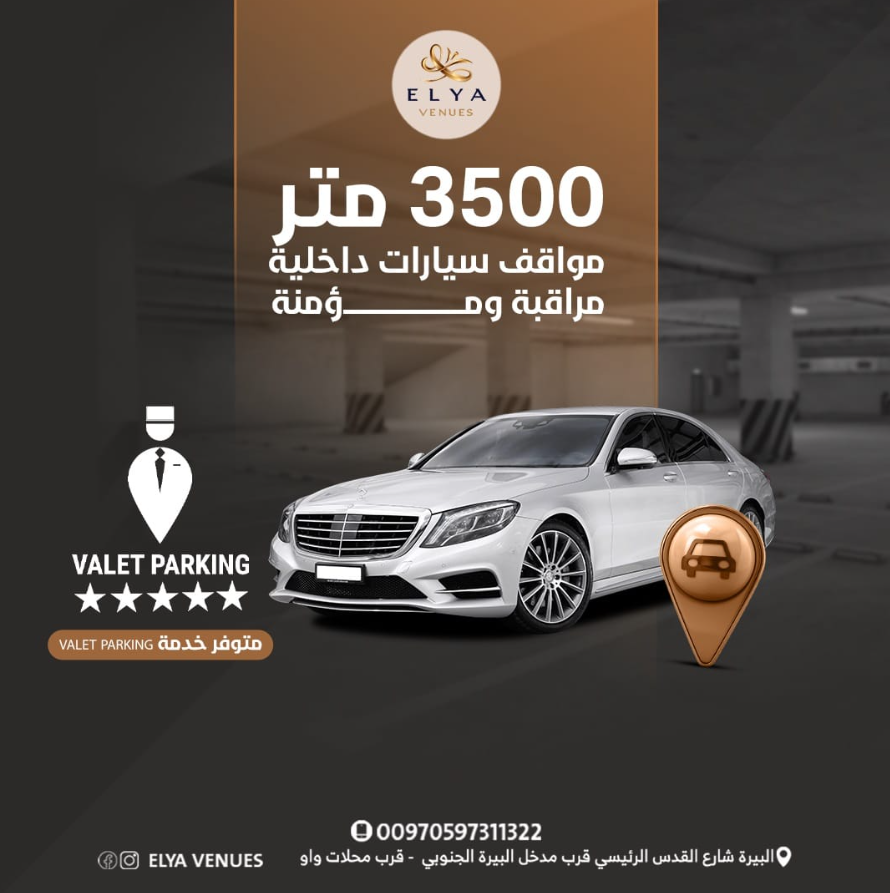 ELYA
VENUES
3500 متر
مواقف سيارات داخلية
مراقبة ومـــــــــــؤمنة
VALET PARKING
متوفر خدمة VALET PARKING
00970597311322
البيرة شارع القدس الرئيسي قرب مدخل البيرة الجنوبي - قرب محلات واو
ELYA VENUES